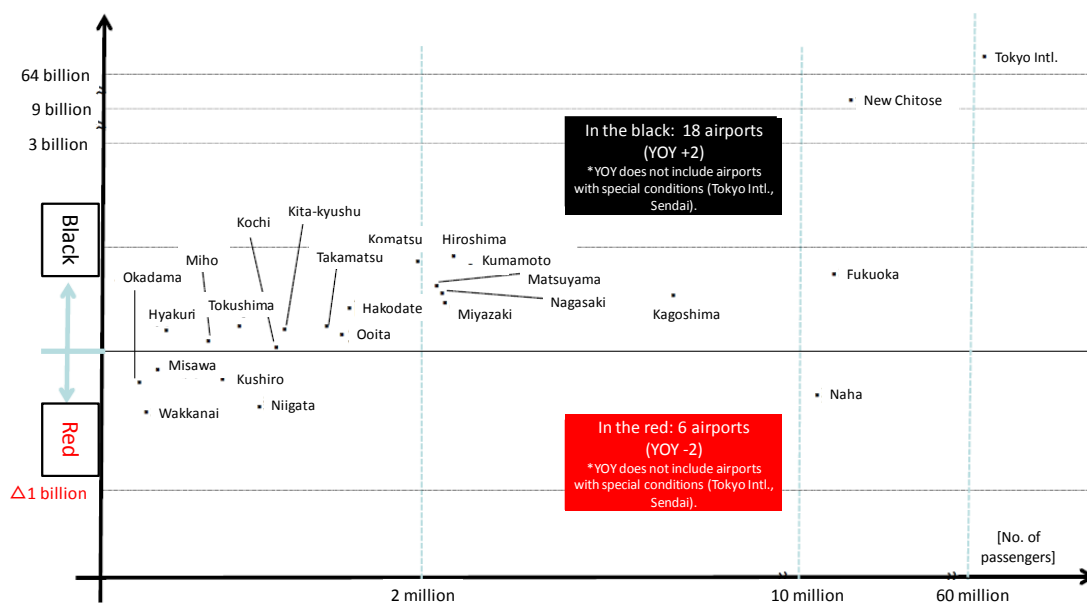 Tokyo Intl.
64 billion
New Chitose
9 billion
3 billion
In the black: 18 airports
(YOY +2)
*YOY does not include airports
with special conditions (Tokyo Intl.,
Sendai).
Black
Kita-kyushu
Kochi
Komatsu
Hiroshima
Miho
Takamatsu
Kumamoto
Okadama
Matsuyama
Fukuoka
Nagasaki
Tokushima
Hakodate
Hyakuri
Miyazaki
Kagoshima
Ooita
Misawa
Kushiro
Naha
Wakkanai
Niigata
Red
In the red: 6 airports
(YOY -2)
*YOY does not include airports
with special conditions (Tokyo Intl.,
Sendai).
△1 billion
[No. of
passengers]
2 million
10 million
60 million